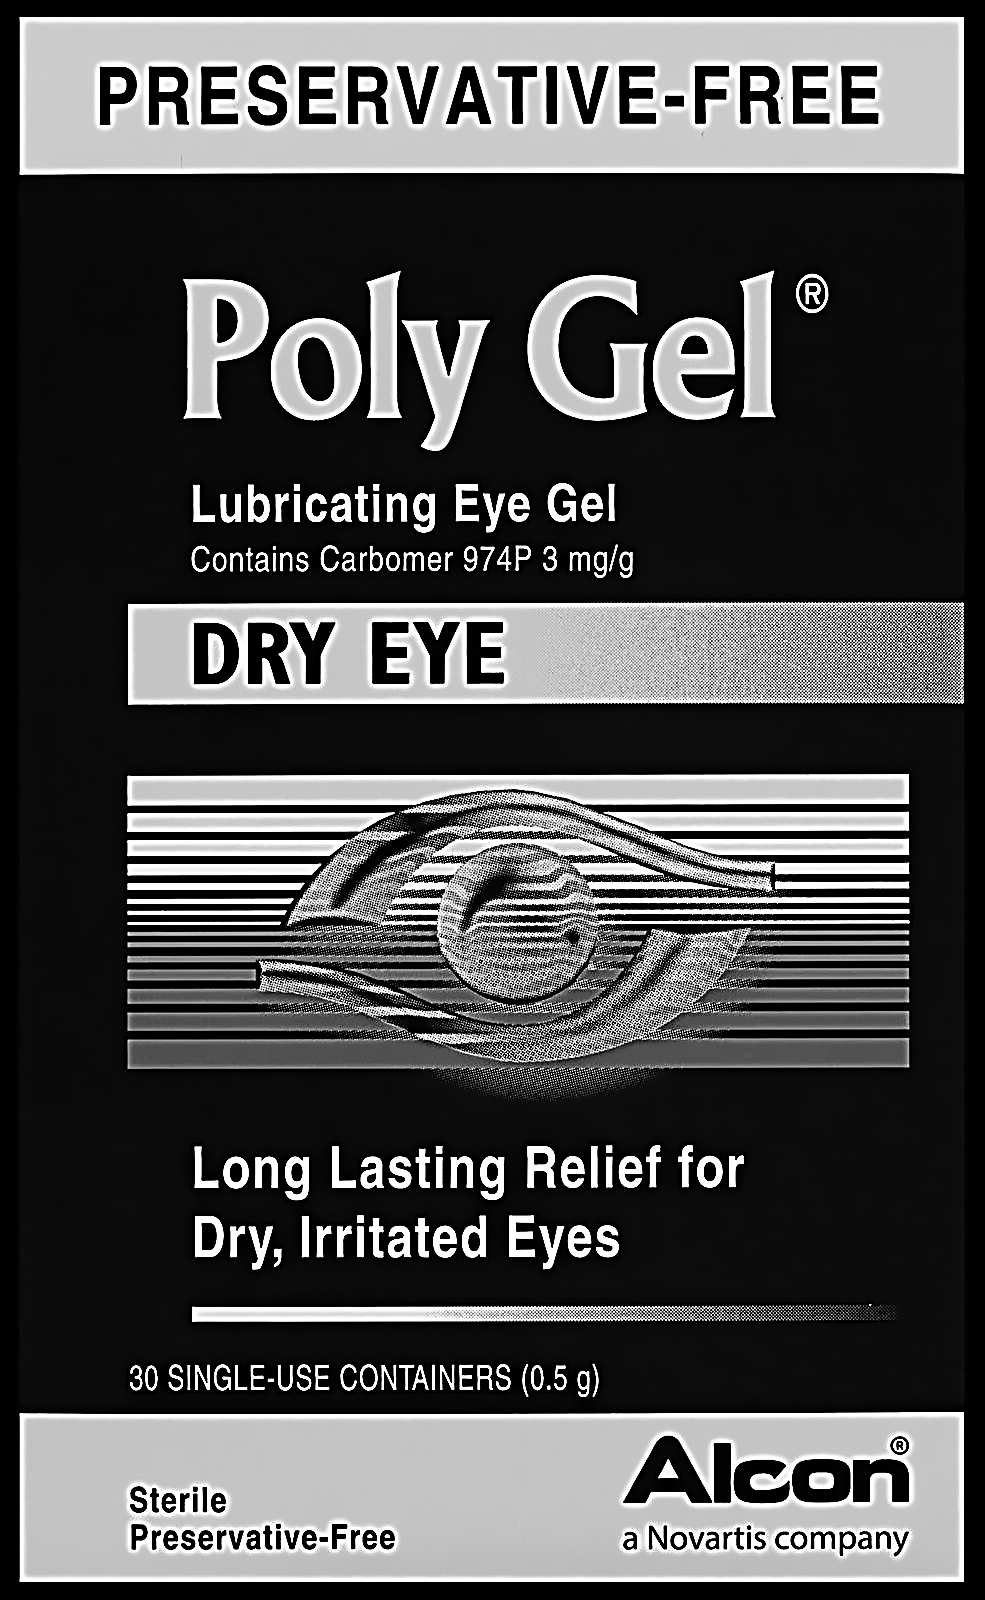 PRESERVATIVE-FREE
Poly Gel®
Lubricating Eye Gel
Contains Carbomer 974P 3 mg/g
DRY EYE
Long Lasting Relief for
Dry, Irritated Eyes
30 SINGLE-USE CONTAINERS (0.5 g)
Sterile
Preservative-Free
Alcon®
a Novartis company